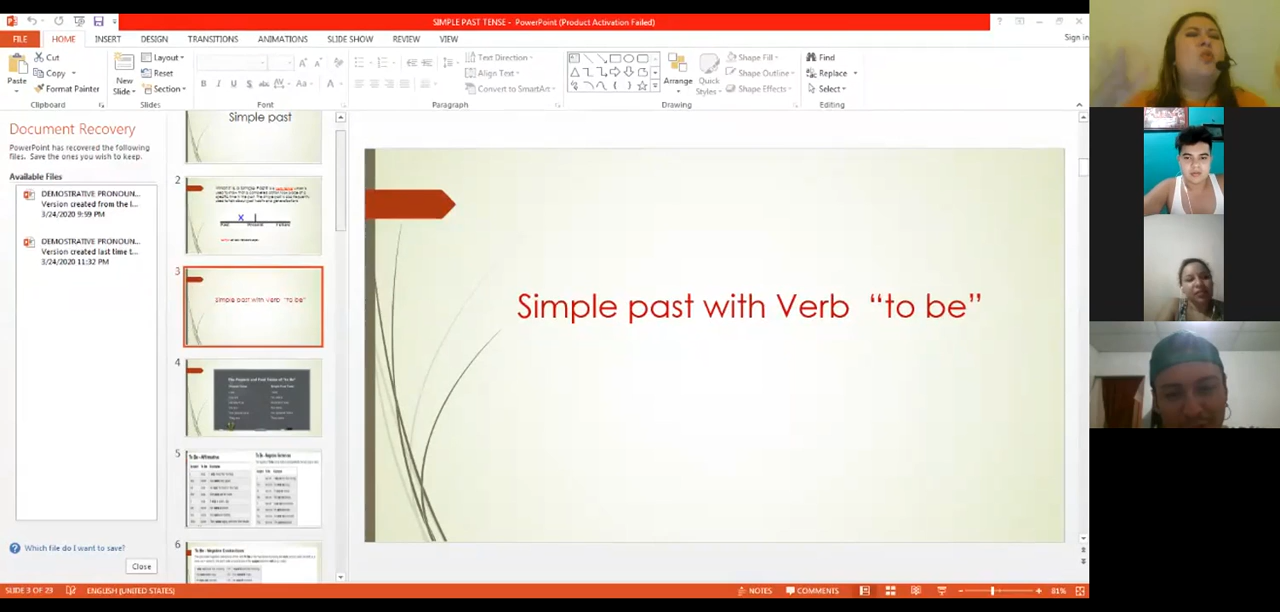 SIMPLE PAST TENSE - PowerPoint (Product Activation Failed)
FILE HOME INSERT DESIGN TRANSITIONS ANIMATIONS SLIDE SHOW REVIEW VIEW Sign in
Paste
Cut
Copy
Format Painter
Clipboard
New Slide
Layout
Reset
Section
Slides
Font
Text Direction
Align Text
Convert to SmartArt
Paragraph
Arrange
Quick Styles
Shape Fill
Shape Outline
Shape Effects
Drawing
Find
Replace
Select
Editing
Document Recovery
PowerPoint has recovered the following
files. Save the ones you wish to keep.
Available Files
DEMOSTRATIVE PRONOUN...
Version created from the l...
3/24/2020 9:59 PM
DEMOSTRATIVE PRONOUN...
Version created last time t...
3/24/2020 11:32 PM
Which file do I want to save?
Close
Simple past
2
3
Simple past with Verb "to be"
4
5
6
Simple past with Verb “to be”
SLIDE 3 OF 23 ENGLISH (UNITED STATES) NOTES COMMENTS 81%